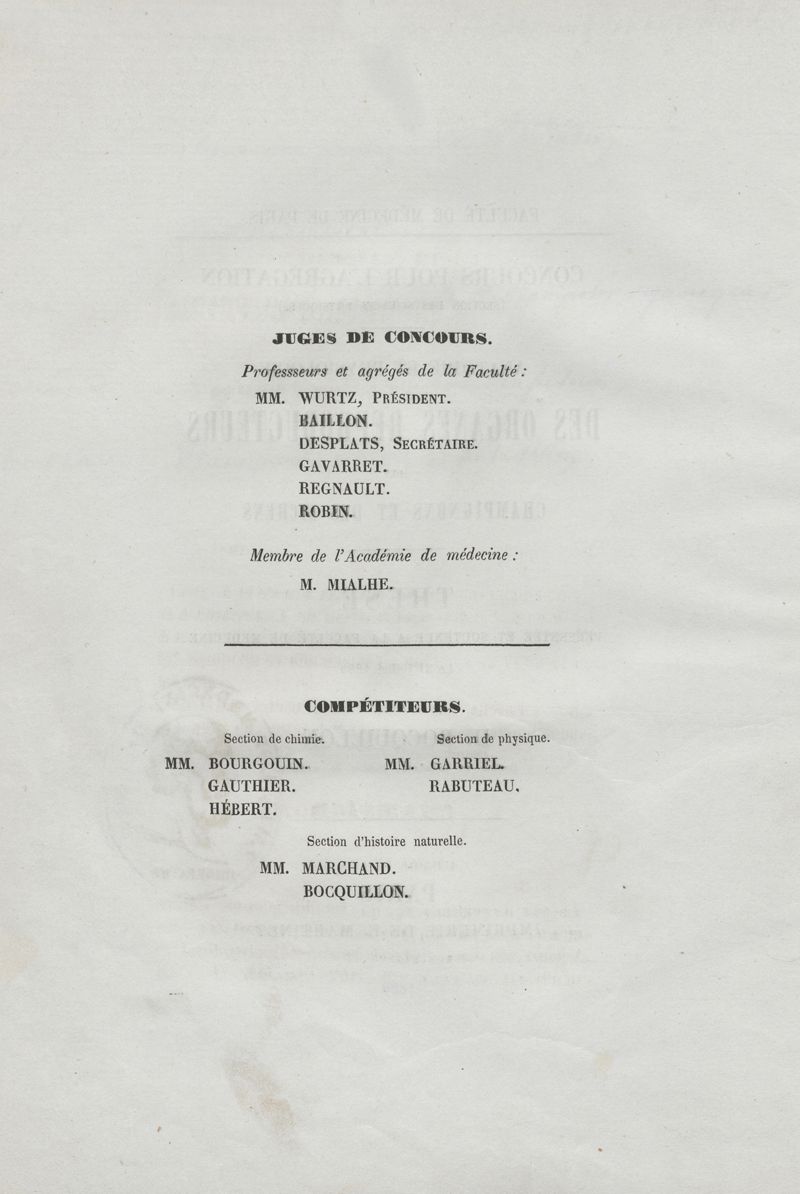 JUGES DE CONCOURS.
Professseurs et agrégés de la Faculté :
MM. WURTZ, PRÉSIDENT.
BAILLON.
DESPLATS, SECRÉTAIRE.
GAVARRET.
REGNAULT.
ROBIN.
Membre de l'Académie de médecine :
M. MIALHE.
COMPÉTITEURS.
Section de chimie.
MM. BOURGOUIN.
GAUTHIER.
HÉBERT.
Section de physique.
MM. GARRIEL.
RABUTEAU.
Section d'histoire naturelle.
MM. MARCHAND.
BOCQUILLON.